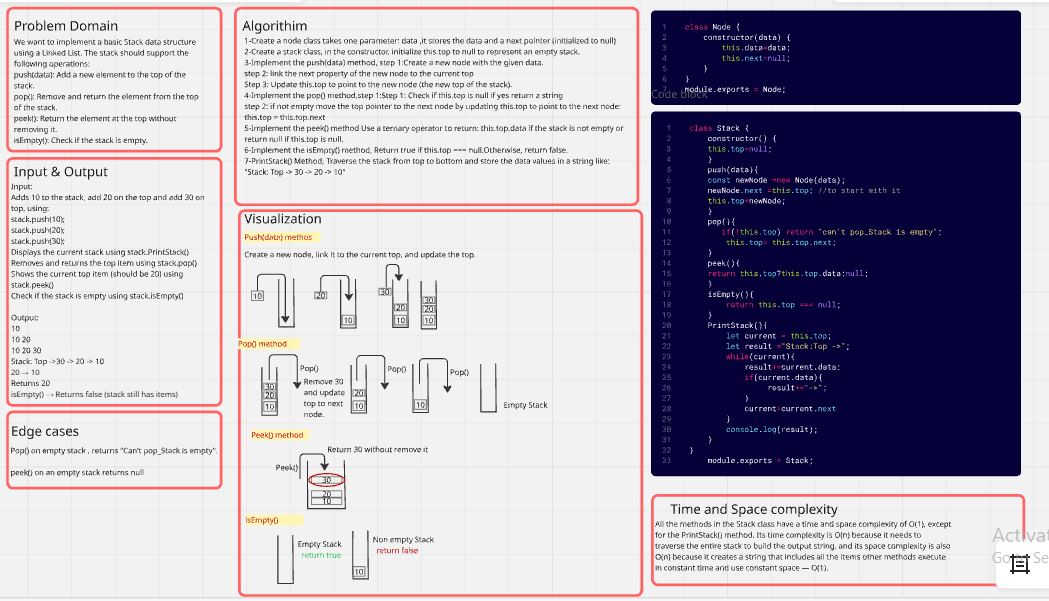 Problem Domain
We want to implement a basic Stack data structure
using a Linked List. The stack should support the
following operations:
push(data): Add a new element to the top of the
stack.
pop(): Remove and return the element from the top
of the stack.
peek(): Return the element at the top without
removing it.
isEmpty(): Check if the stack is empty.
Input & Output
Input:
Adds 10 to the stack, add 20 on the top and add 30 on
top, using:
stack.push(10);
stack.push(20);
stack.push(30);
Displays the current stack using stack.PrintStack()
Removes and returns the top item using stack.pop()
Shows the current top item (should be 20) using
stack.peek()
Check if the stack is empty using stack.isEmpty()
Output:
10
10 20
10 20 30
Stack: Top ->30 -> 20 -> 10
20 → 10
Returns 20
isEmpty() → Returns false (stack still has items)
Edge cases
Pop() on empty stack , returns "Can't pop_Stack is empty".
peek() on an empty stack returns null
Algorithim
1-Create a node class takes one parameter: data ,it stores the data and a next pointer (initialized to null)
2-Create a stack class, in the constructor, initialize this.top to null to represent an empty stack.
3-Implement the push(data) method, step 1:Create a new node with the given data.
step 2: link the next property of the new node to the current top
Step 3: Update this.top to point to the new node (the new top of the stack).
4-Implement the pop() method,step 1:Step 1: Check if this.top is null if yes return a string
step 2: if not empty move the top pointer to the next node by updating this.top to point to the next node:
this.top = this.top.next
5-Implement the peek() method Use a ternary operator to return: this.top.data if the stack is not empty or
return null if this.top is null.
6-Implement the isEmpty() method, Return true if this.top === null.Otherwise, return false.
7-PrintStack() Method, Traverse the stack from top to bottom and store the data values in a string like:
"Stack: Top -> 30 -> 20 -> 10"
Visualization
Push(data) methos
Create a new node, link it to the current top, and update the top.
10
20
10
30
20
10
30
20
10
Pop() method
30
20
10
Pop()
Remove 30
and update
top to next
node.
20
10
Pop()
10
Pop()
Empty Stack
Peek() method
Return 30 without remove it
Peek()
30
20
10
isEmpty()
Empty Stack
return true
10
Non empty Stack
return false
1 class Node {
2 constructor(data) {
3 this.data=data;
4 this.next=null;
5 }
6 }
7 module.exports = Node;
Code block
1 class Stack {
2 constructor() {
3 this.top=null;
4 }
5 push(data){
6 const newNode =new Node(data);
7 newNode.next =this.top; //to start with it
8 this.top=newNode;
9 }
10 pop(){
11 if(!this.top) return "can't pop_Stack is empty";
12 this.top= this.top.next;
13 }
14 peek(){
15 return this.top?this.top.data:null;
16 }
17 isEmpty(){
18 return this.top === null;
19 }
20 PrintStack(){
21 let current = this.top;
22 let result ="Stack:Top ->";
23 while(current){
24 result+=current.data;
25 if(current.data){
26 result+="->";
27 }
28 current=current.next
29 }
30 console.log(result);
31 }
32 }
33 module.exports = Stack;
Time and Space complexity
All the methods in the Stack class have a time and space complexity of O(1), except
for the PrintStack() method. Its time complexity is O(n) because it needs to
traverse the entire stack to build the output string, and its space complexity is also
O(n) because it creates a string that includes all the items other methods execute
in constant time and use constant space — O(1).
Activat